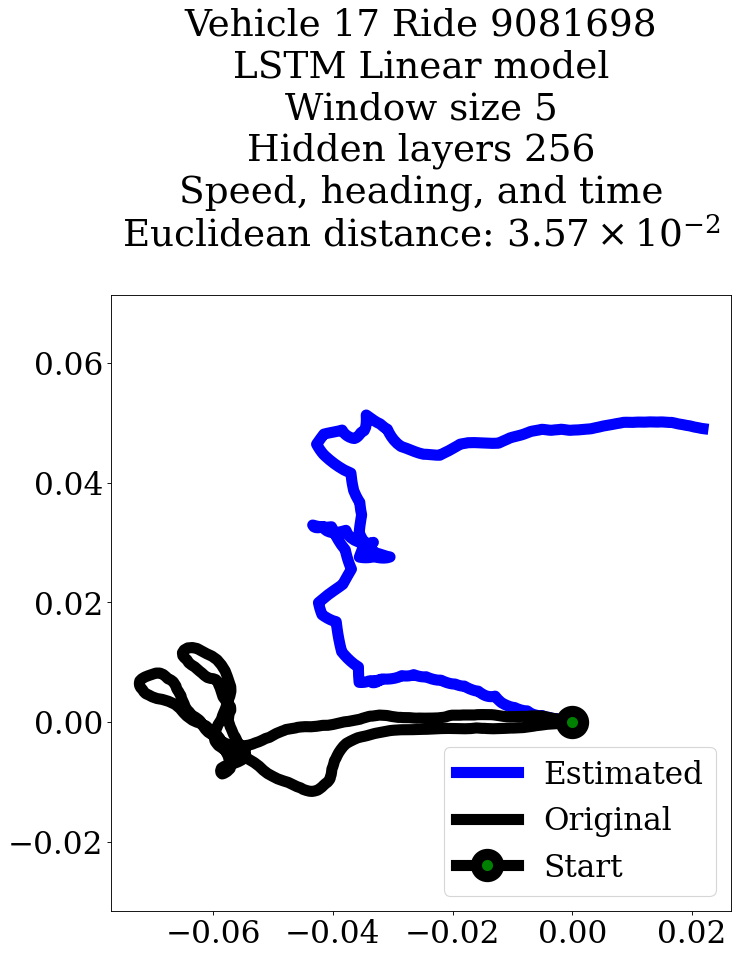 Vehicle 17 Ride 9081698
LSTM Linear model
Window size 5
Hidden layers 256
Speed, heading, and time
Euclidean distance: 3.57 × 10⁻²
0.06
0.04
0.02
0.00
−0.02
−0.06
−0.04
−0.02
0.00
0.02
Estimated
Original
Start